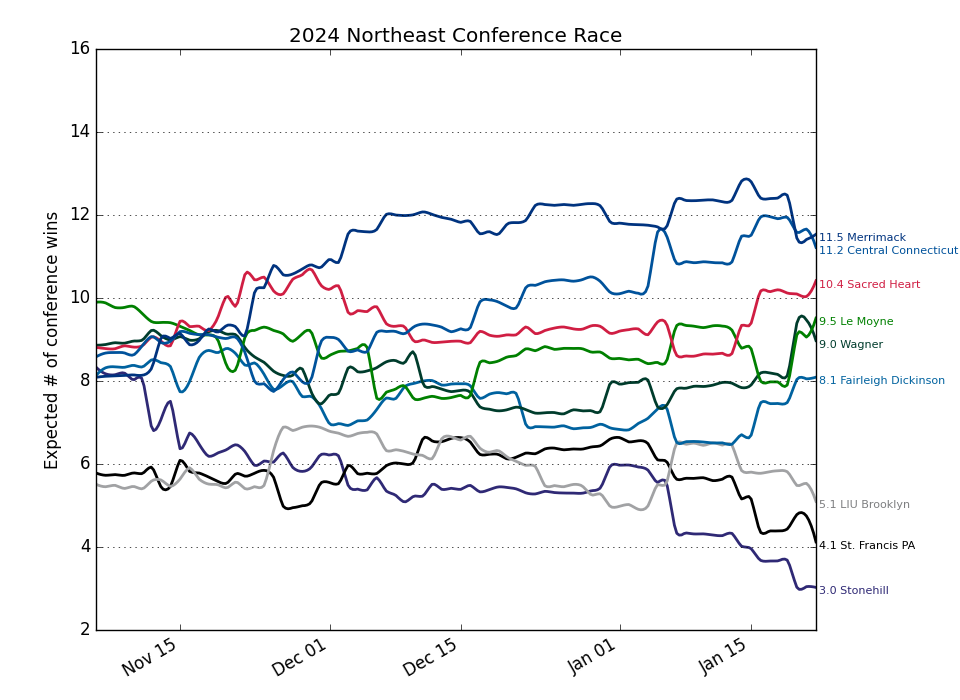 2024 Northeast Conference Race
Expected # of conference wins
16
14
12
10
8
6
4
2
11.5 Merrimack
11.2 Central Connecticut
10.4 Sacred Heart
9.5 Le Moyne
9.0 Wagner
8.1 Fairleigh Dickinson
5.1 LIU Brooklyn
4.1 St. Francis PA
3.0 Stonehill
Nov 15
Dec 01
Dec 15
Jan 01
Jan 15